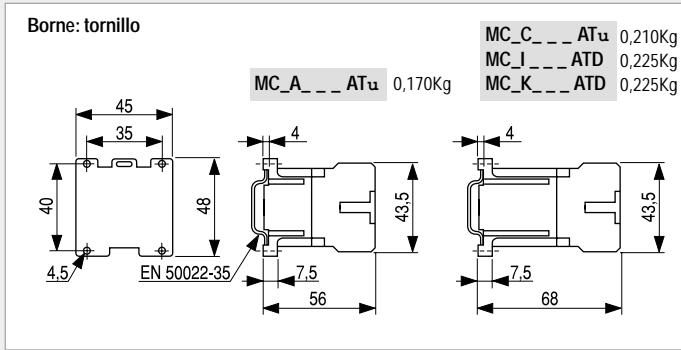 Borne: tornillo
MC_C_ _ _ ATu 0,210Kg
MC_I_ _ _ ATD 0,225Kg
MC_K_ _ _ ATD 0,225Kg
MC_A_ _ _ ATu 0,170Kg
45
35
40
48
4,5
EN 50022-35
4
43,5
7,5
56
4
43,5
7,5
68